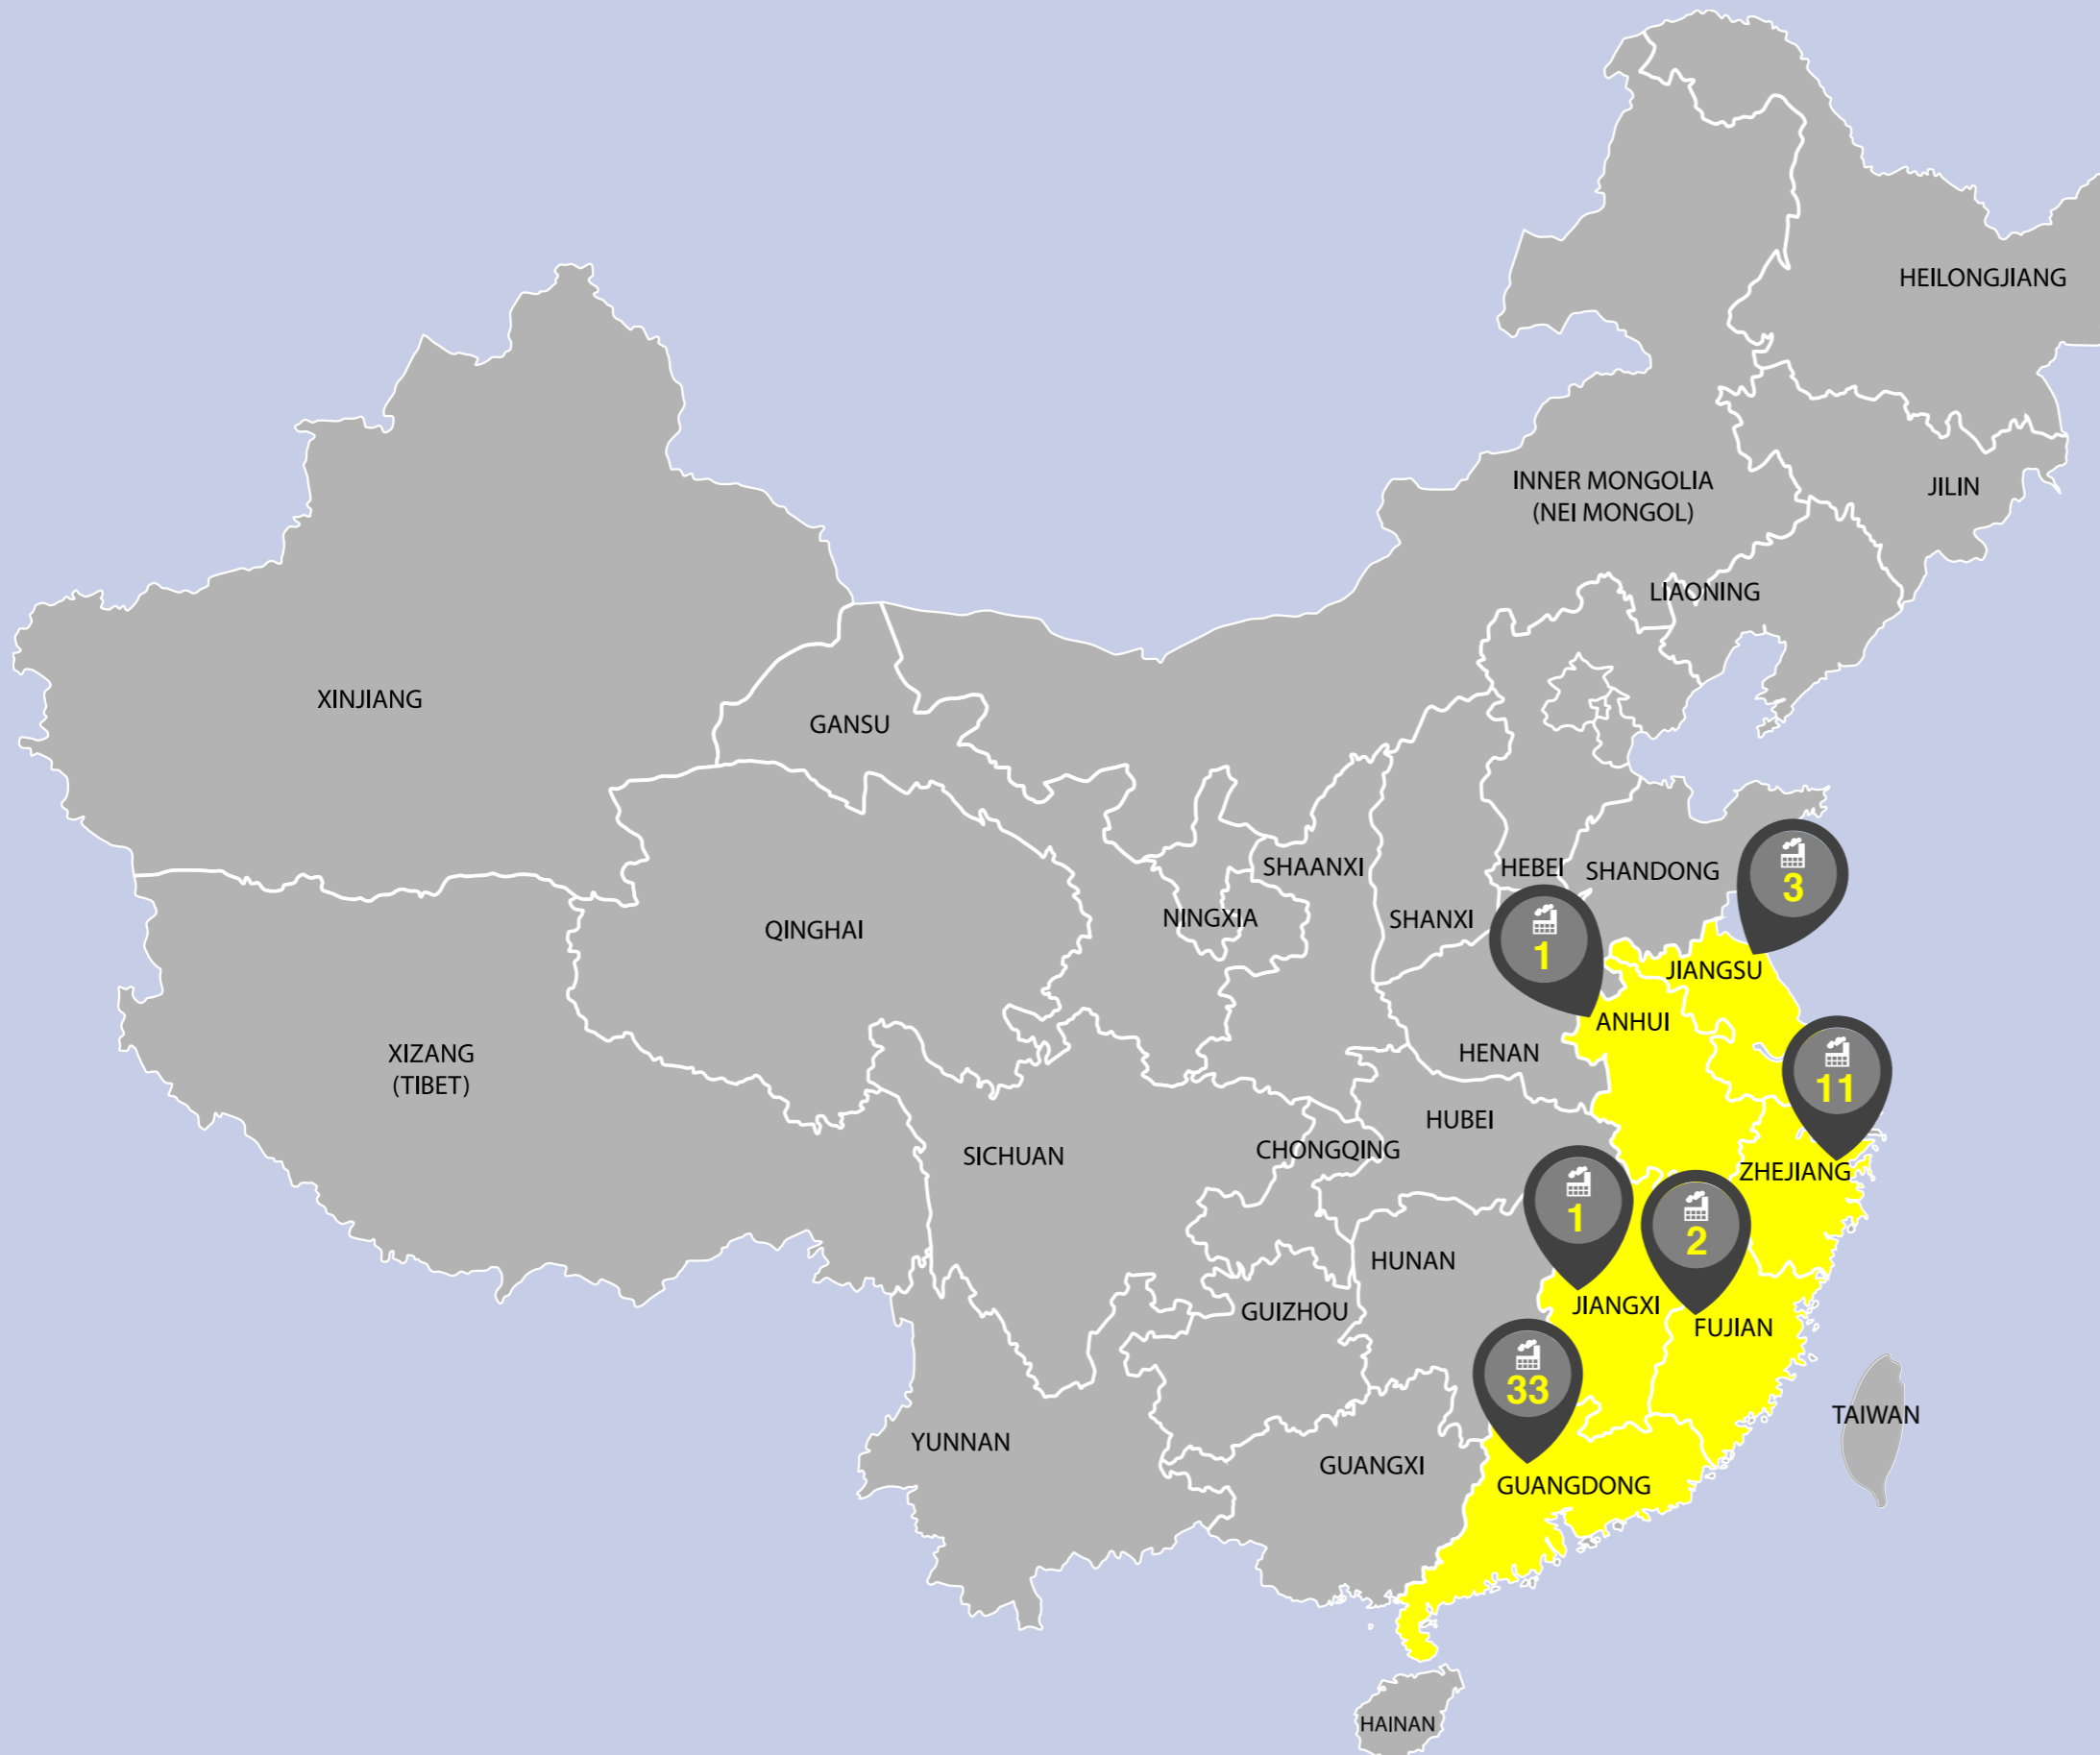 HEILONGJIANG
INNER MONGOLIA
(NEI MONGOL)
JILIN
LIAONING
XINJIANG
GANSU
SHAANXI
HEBEI
SHANDONG
3
NINGXIA
SHANXI
QINGHAI
1
JIANGSU
ANHUI
XIZANG
(TIBET)
HENAN
11
HUBEI
SICHUAN
CHONGQING
ZHEJIANG
1
2
HUNAN
GUIZHOU
JIANGXI
FUJIAN
33
TAIWAN
YUNNAN
GUANGXI
GUANGDONG
HAINAN